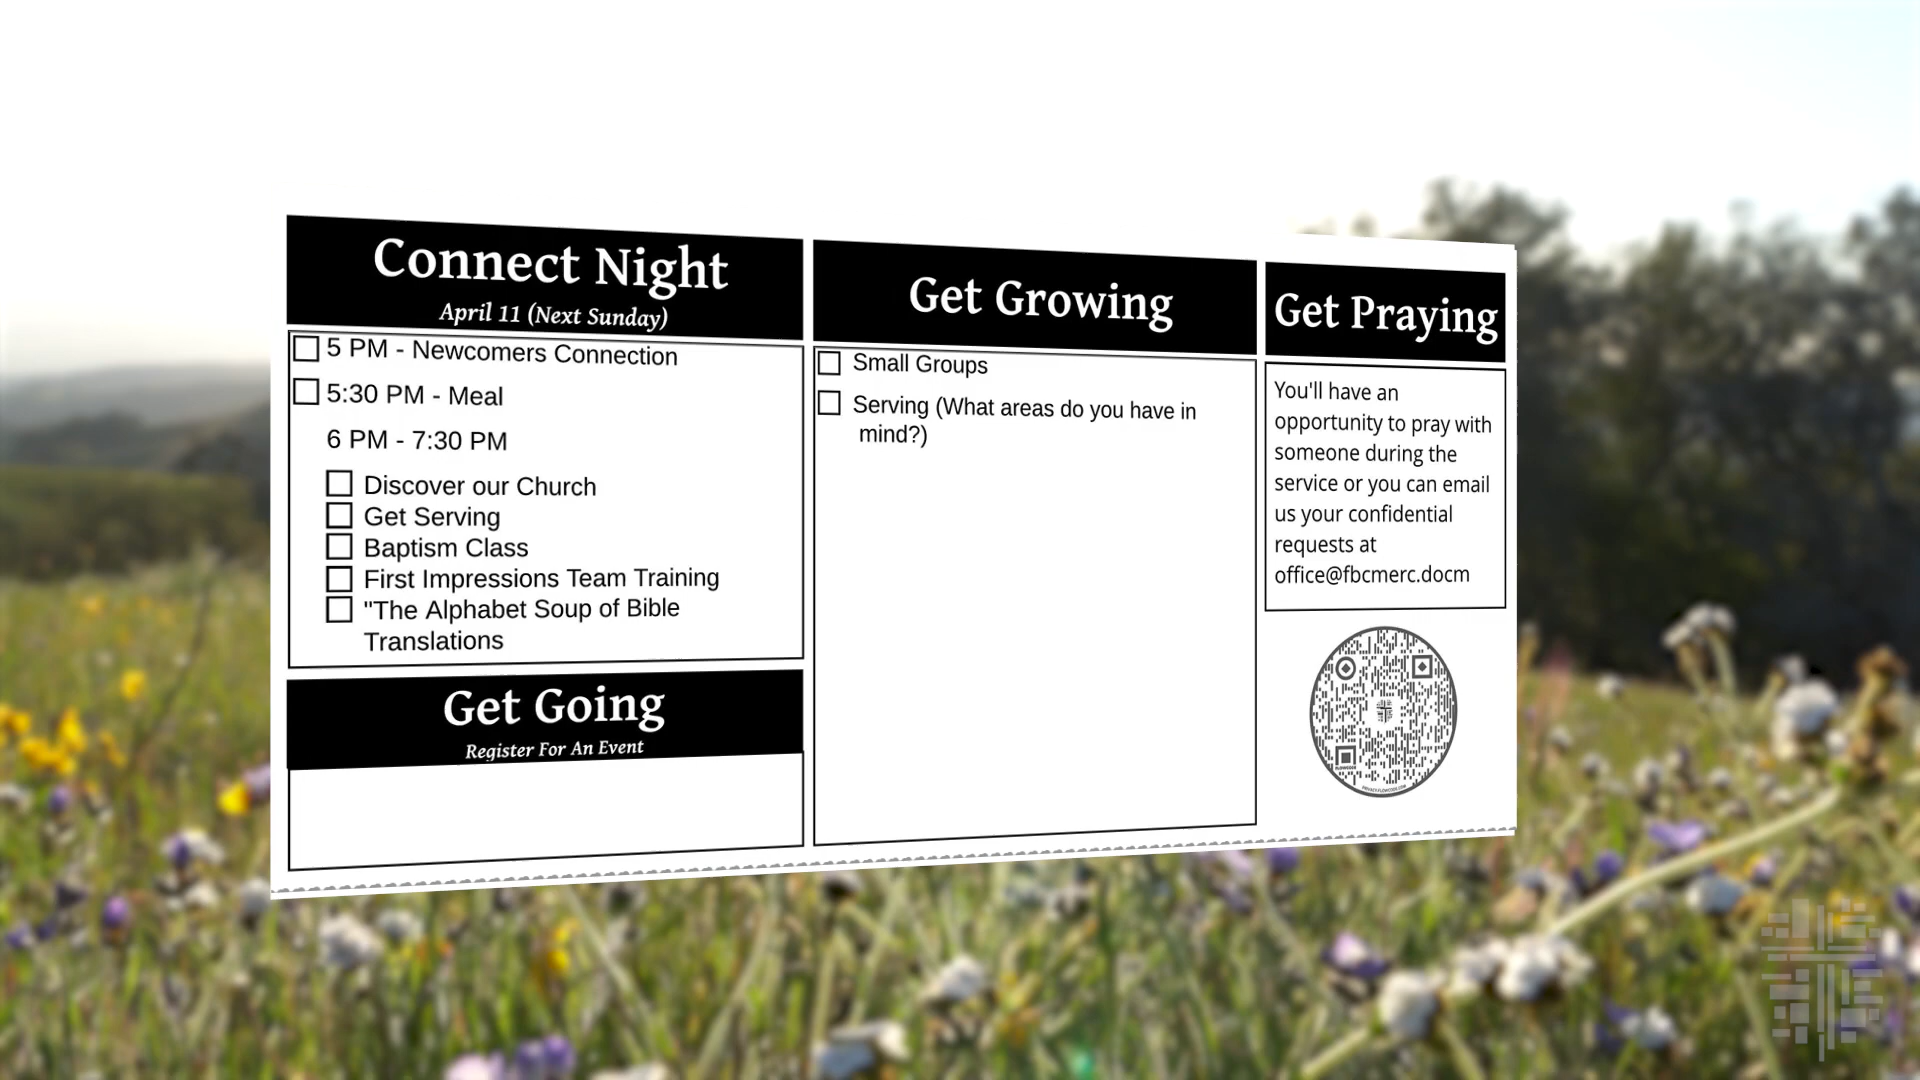 Connect Night
April 11 (Next Sunday)
5 PM - Newcomers Connection
5:30 PM - Meal
6 PM - 7:30 PM
Discover our Church
Get Serving
Baptism Class
First Impressions Team Training
"The Alphabet Soup of Bible
Translations
Get Going
Register For An Event
Get Growing
Small Groups
Serving (What areas do you have in
mind?)
Get Praying
You'll have an
opportunity to pray with
someone during the
service or you can email
us your confidential
requests at
office@fbcmerc.docm
FLOWCODE
PRIVACY.FLOWCODE.COM